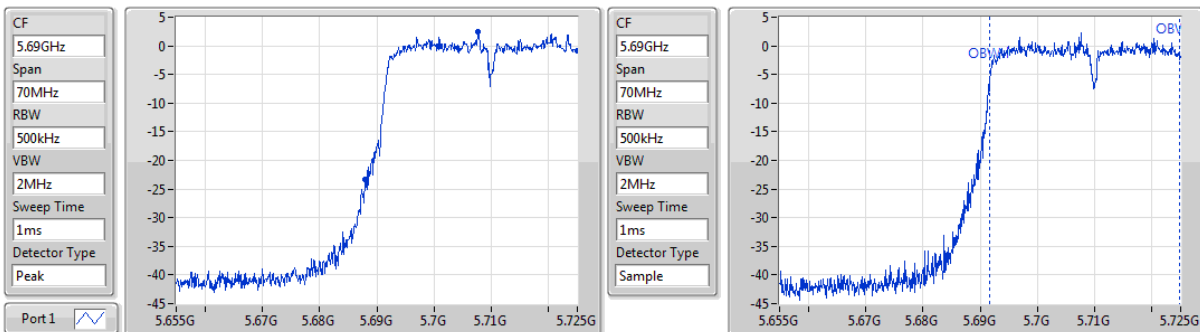 CF
5.69GHz
Span
70MHz
RBW
500kHz
VBW
2MHz
Sweep Time
1ms
Detector Type
Peak
Port 1
5
0
-5
-10
-15
-20
-25
-30
-35
-40
-45
5.655G 5.67G 5.68G 5.69G 5.7G 5.71G 5.725G
CF
5.69GHz
Span
70MHz
RBW
500kHz
VBW
2MHz
Sweep Time
1ms
Detector Type
Sample
5
0
-5
-10
-15
-20
-25
-30
-35
-40
-45
OBW
OBW
5.655G 5.67G 5.68G 5.69G 5.7G 5.71G 5.725G